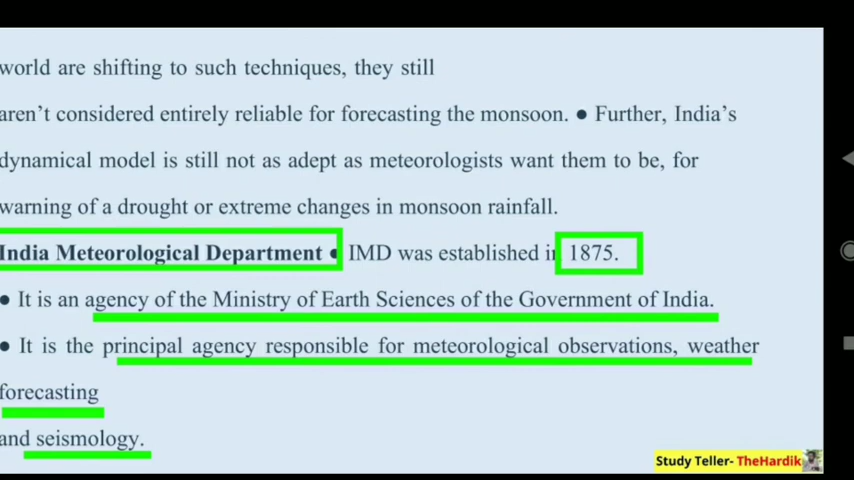 world are shifting to such techniques, they still
aren’t considered entirely reliable for forecasting the monsoon. ● Further, India’s
dynamical model is still not as adept as meteorologists want them to be, for
warning of a drought or extreme changes in monsoon rainfall.
India Meteorological Department ● IMD was established in 1875.
● It is an agency of the Ministry of Earth Sciences of the Government of India.
● It is the principal agency responsible for meteorological observations, weather
forecasting
and seismology.
Study Teller- TheHardik